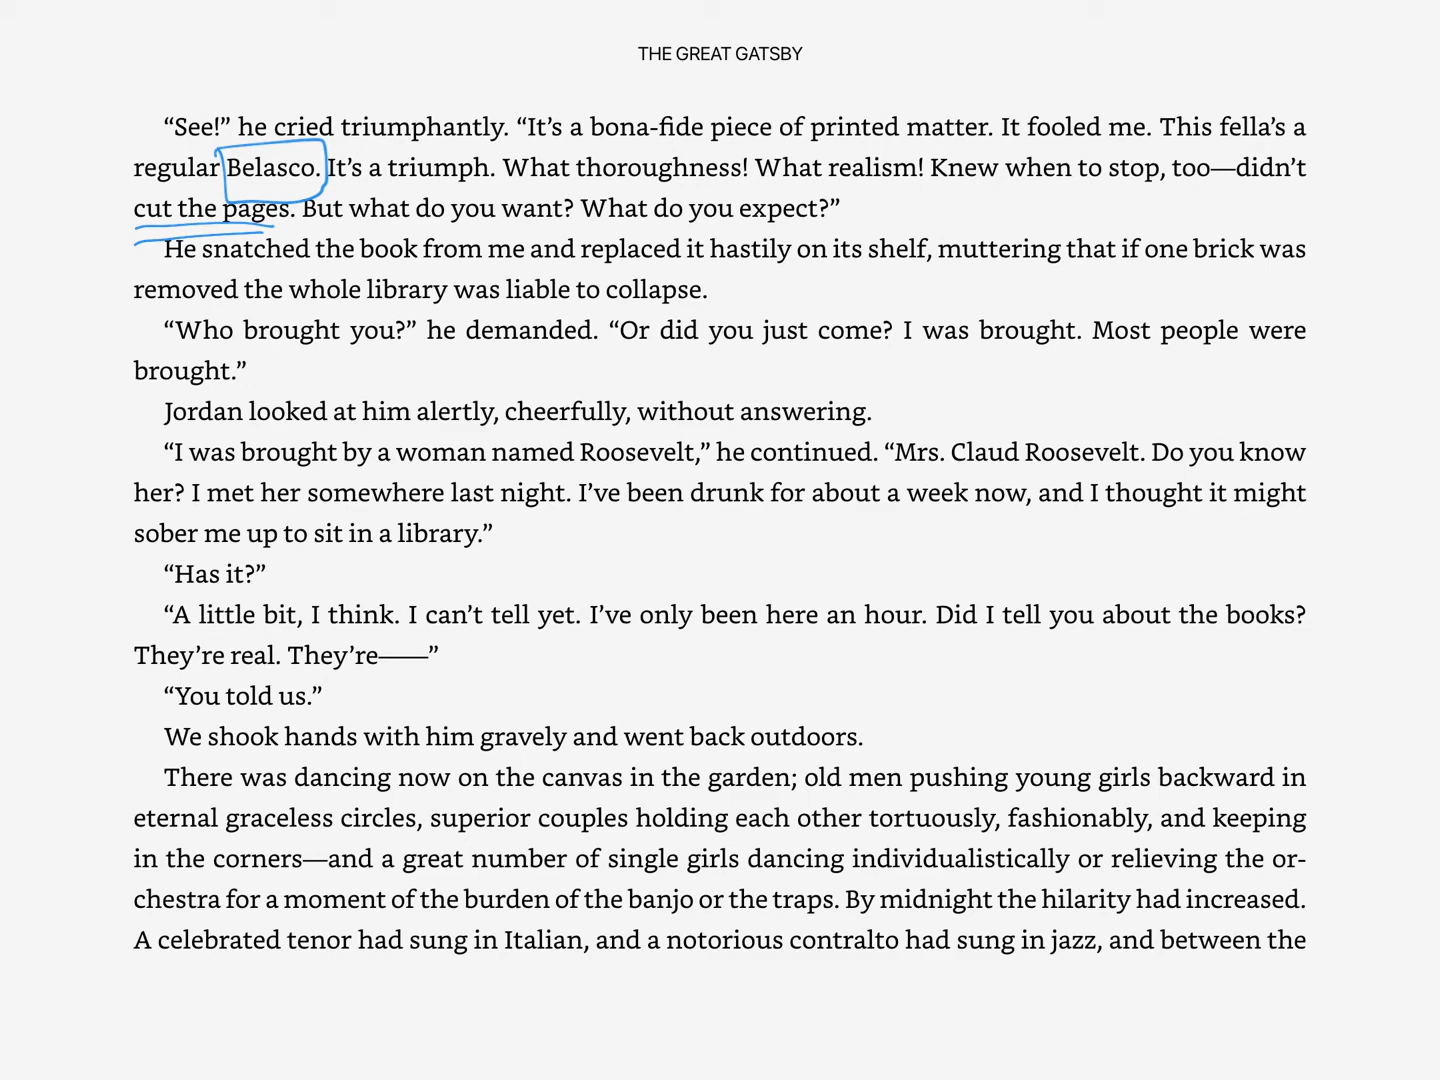 THE GREAT GATSBY
“See!” he cried triumphantly. “It’s a bona-fide piece of printed matter. It fooled me. This fella’s a
regular Belasco. It’s a triumph. What thoroughness! What realism! Knew when to stop, too—didn’t
cut the pages. But what do you want? What do you expect?”
He snatched the book from me and replaced it hastily on its shelf, muttering that if one brick was
removed the whole library was liable to collapse.
“Who brought you?” he demanded. “Or did you just come? I was brought. Most people were
brought.”
Jordan looked at him alertly, cheerfully, without answering.
“I was brought by a woman named Roosevelt,” he continued. “Mrs. Claud Roosevelt. Do you know
her? I met her somewhere last night. I’ve been drunk for about a week now, and I thought it might
sober me up to sit in a library.”
“Has it?”
“A little bit, I think. I can’t tell yet. I’ve only been here an hour. Did I tell you about the books?
They’re real. They’re——”
“You told us.”
We shook hands with him gravely and went back outdoors.
There was dancing now on the canvas in the garden; old men pushing young girls backward in
eternal graceless circles, superior couples holding each other tortuously, fashionably, and keeping
in the corners—and a great number of single girls dancing individualistically or relieving the or-
chestra for a moment of the burden of the banjo or the traps. By midnight the hilarity had increased.
A celebrated tenor had sung in Italian, and a notorious contralto had sung in jazz, and between the